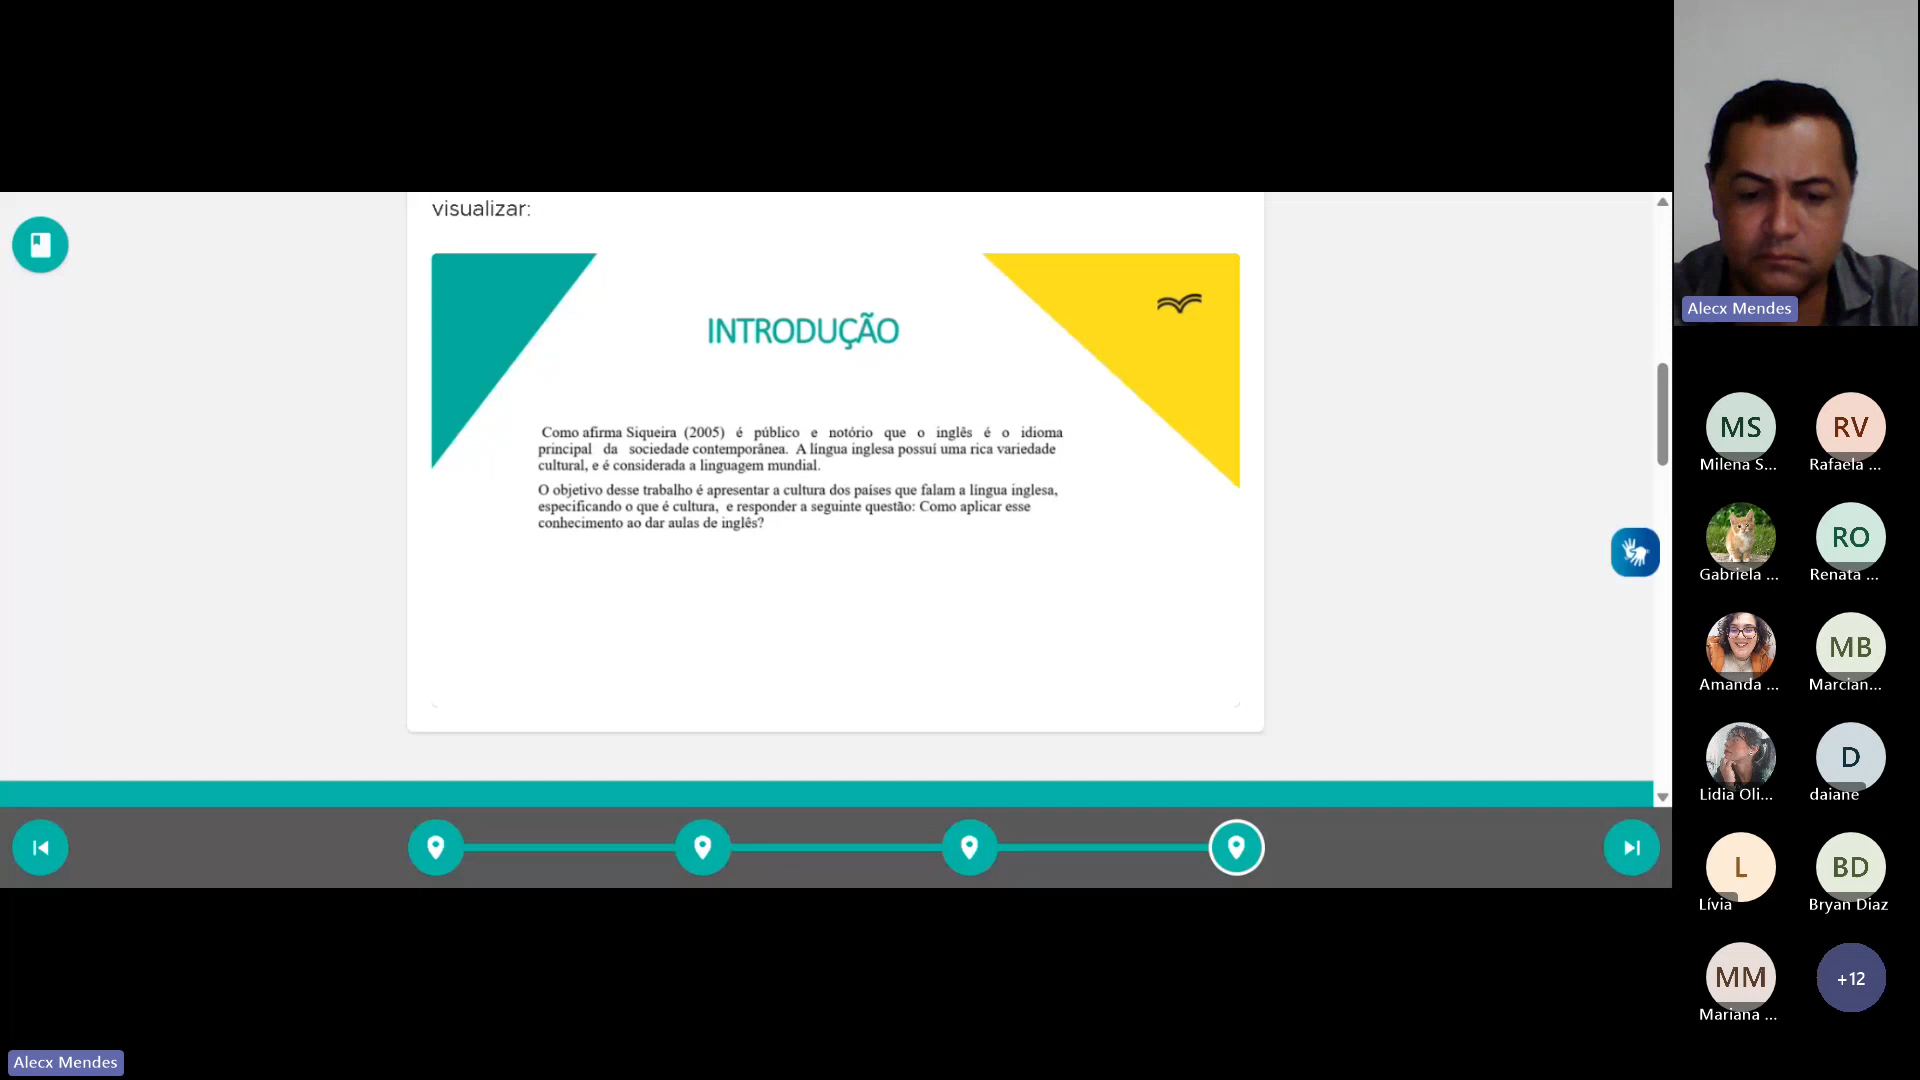 visualizar:
INTRODUÇÃO
Como afirma Siqueira (2005) é público e notório que o inglês é o idioma
principal da sociedade contemporânea. A língua inglesa possuí uma rica variedade
cultural, e é considerada a linguagem mundial.
O objetivo desse trabalho é apresentar a cultura dos países que falam a língua inglesa,
especificando o que é cultura, e responder a seguinte questão: Como aplicar esse
conhecimento ao dar aulas de inglês?
Alecx Mendes
MS
Milena S...
RV
Rafaela ...
Gabriela ...
RO
Renata ...
Amanda ...
MB
Marcian...
Lidia Oli...
D
daiane
L
Lívia
BD
Bryan Diaz
MM
Mariana ...
+12
Alecx Mendes